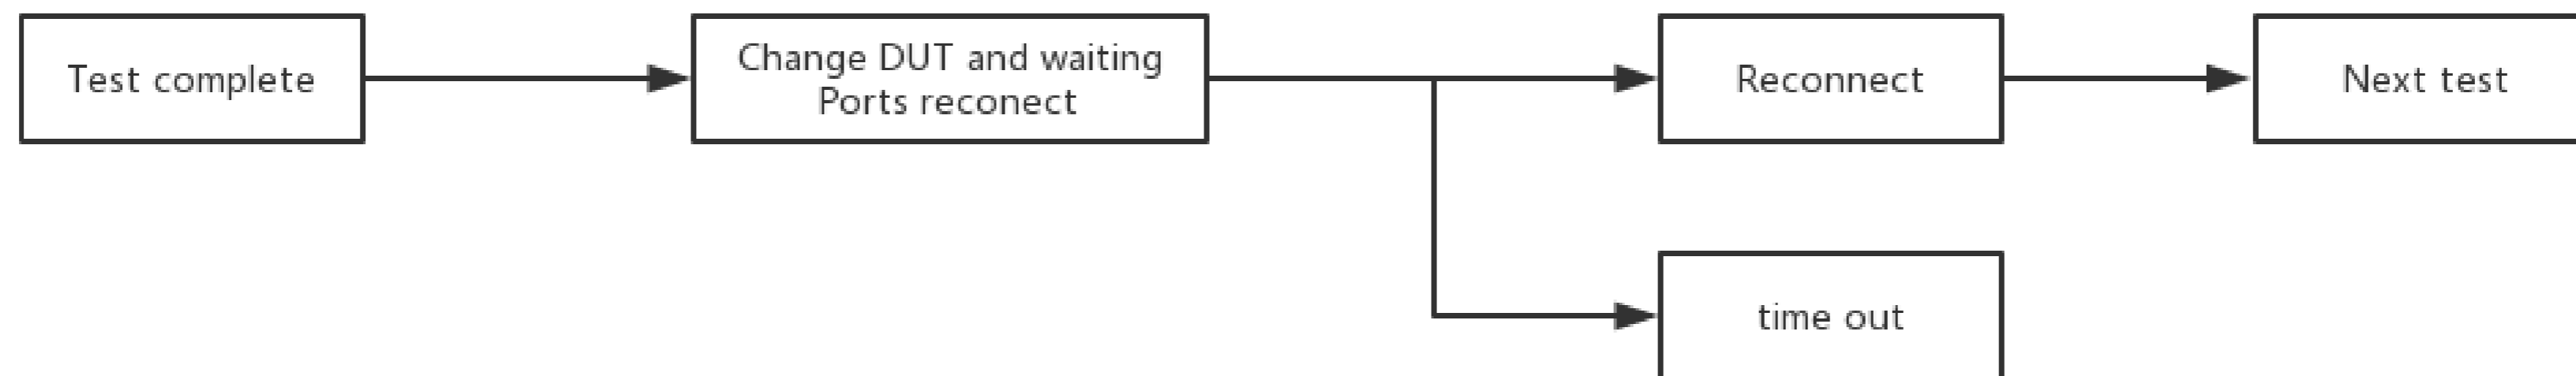 Test complete
Change DUT and waiting
Ports reconect
Reconnect
Next test
time out